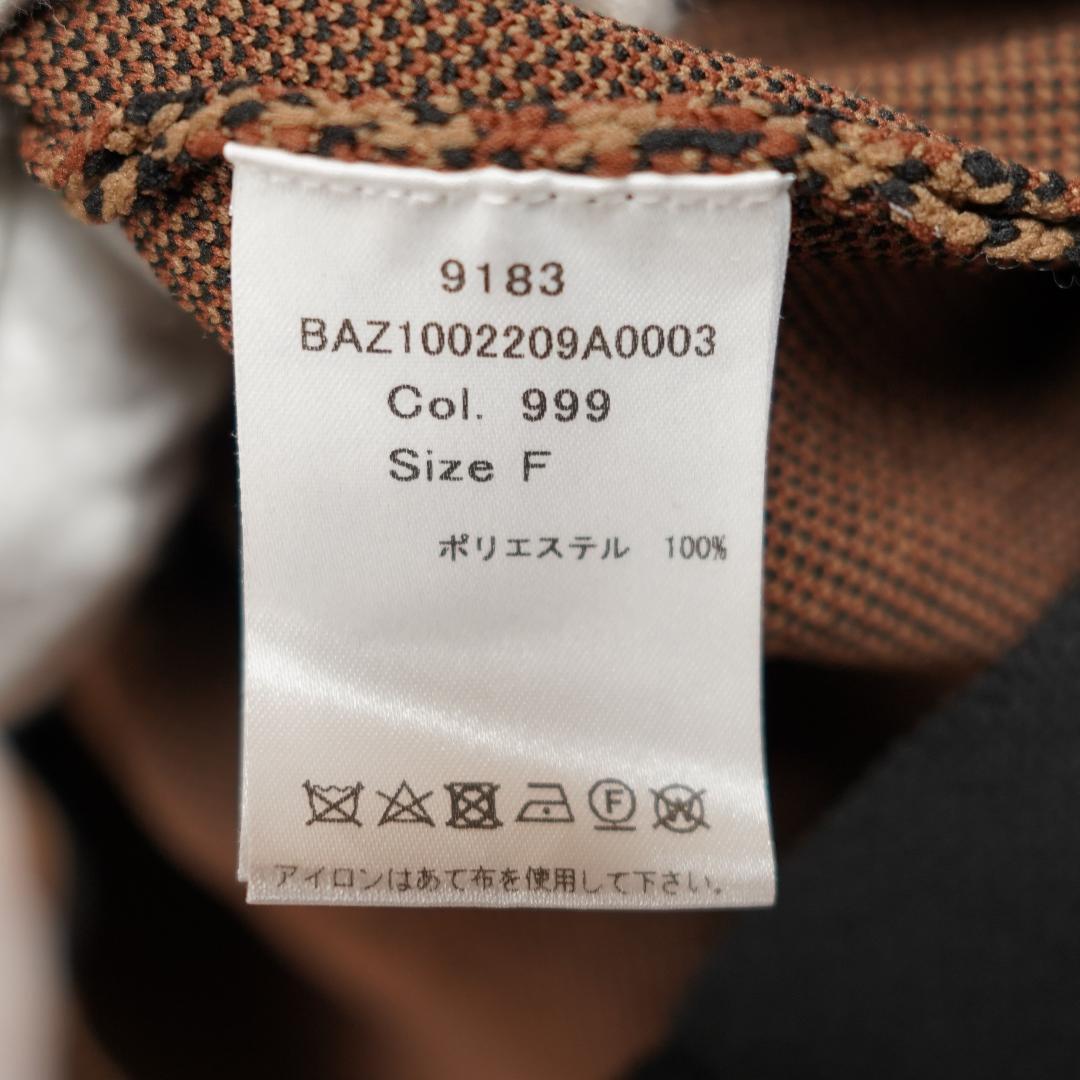 9183
BAZ1002209A0003
Col. 999
Size F
ポリエステル 100%
F W
アイロンはあて布を使用して下さい。